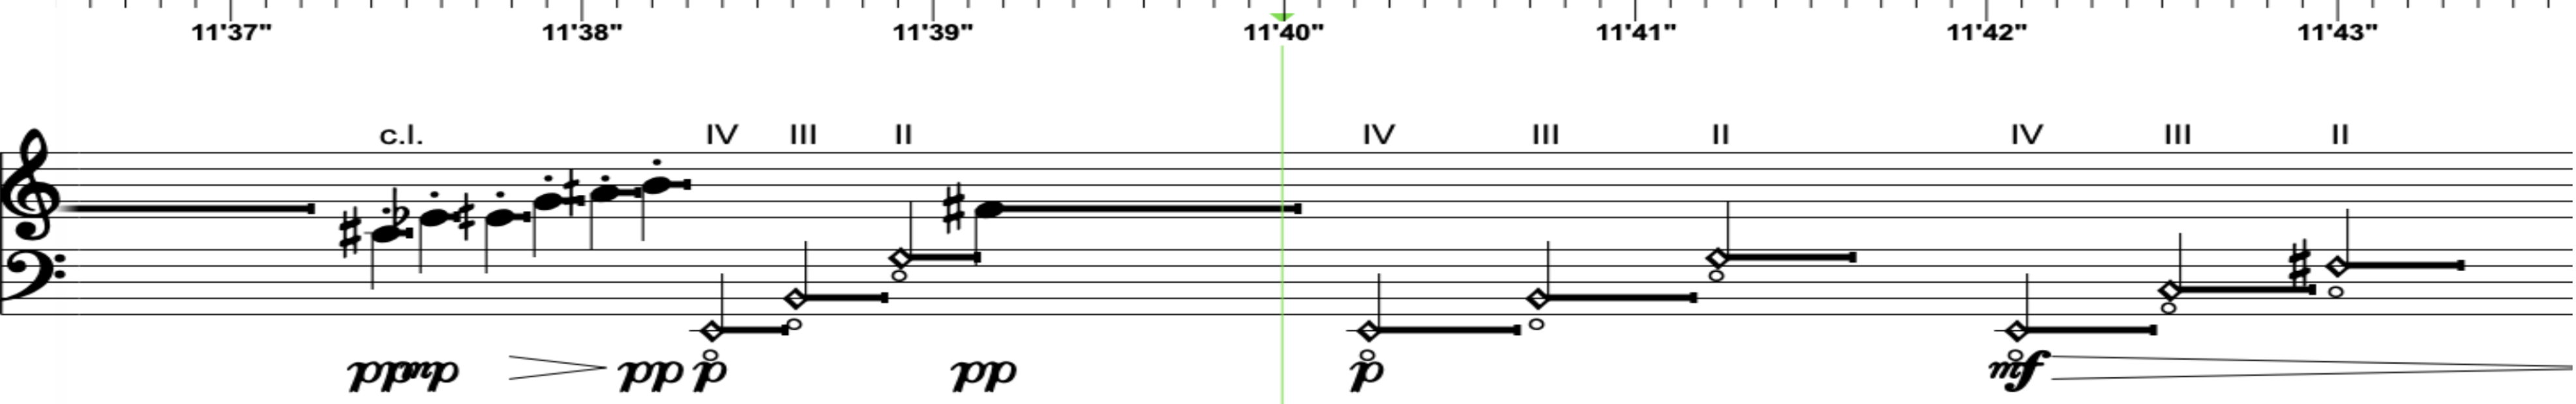 11'37" 11'38" 11'39" 11'40" 11'41" 11'42" 11'43"
c.l. IV III II IV III II IV III II
pp mp pp p pp p mf